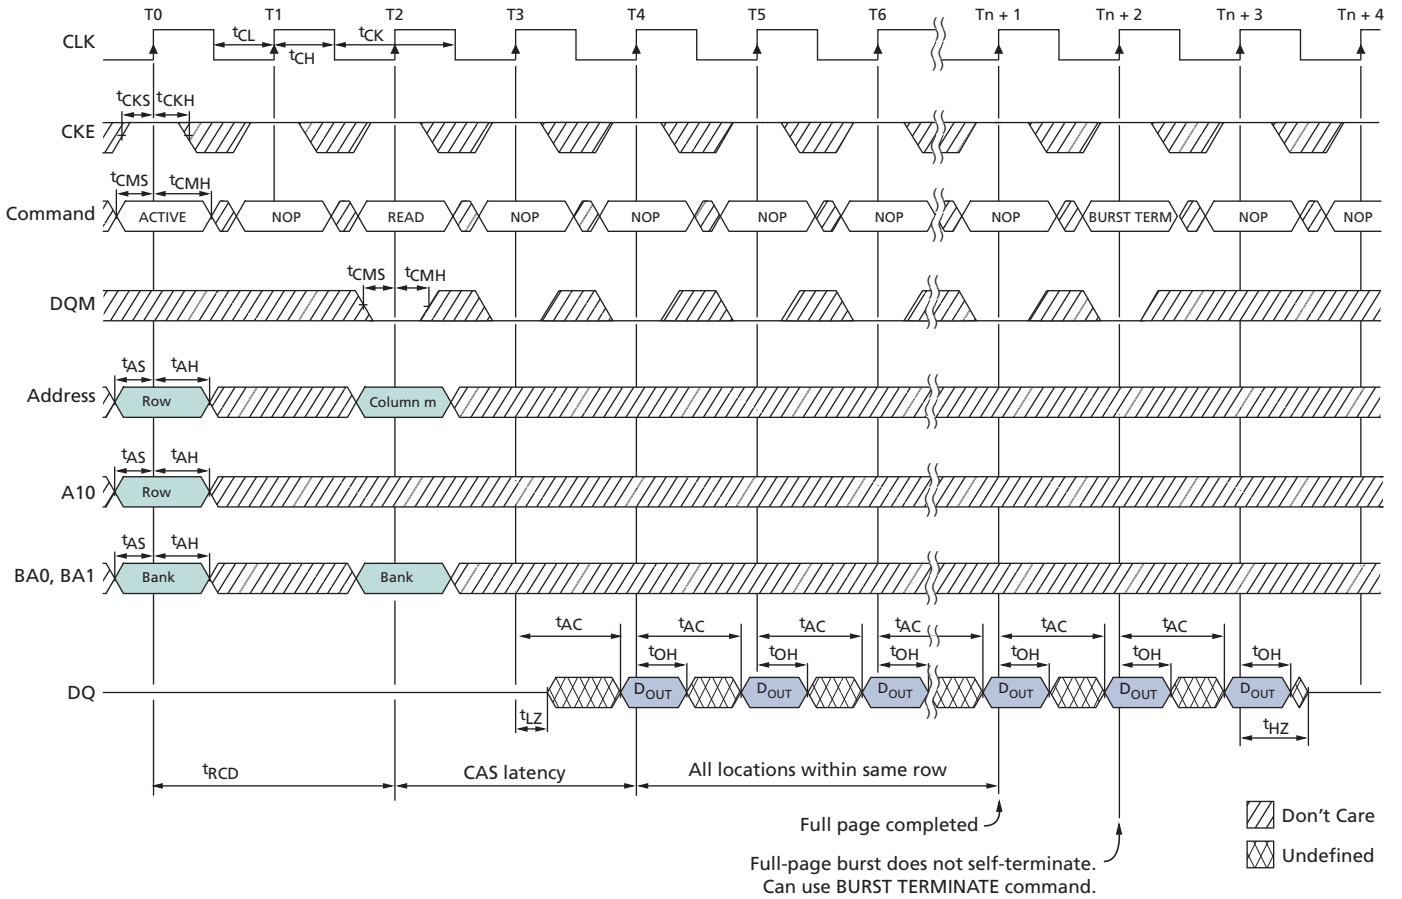 T0 T1 T2 T3 T4 T5 T6 Tn + 1 Tn + 2 Tn + 3 Tn + 4
CLK tCL tCH tCK
tCKS tCKH
CKE
tCMS tCMH
Command ACTIVE NOP READ NOP NOP NOP NOP NOP BURST TERM NOP NOP
tCMS tCMH
DQM
tAS tAH
Address Row Column m
tAS tAH
A10 Row
tAS tAH
BA0, BA1 Bank Bank
tAC tAC tAC tAC tAC tAC
tOH tOH tOH tOH tOH tOH
DQ DOUT DOUT DOUT DOUT DOUT DOUT
tLZ tHZ
tRCD CAS latency All locations within same row
Full page completed
Full-page burst does not self-terminate.
Can use BURST TERMINATE command.
Don't Care
Undefined